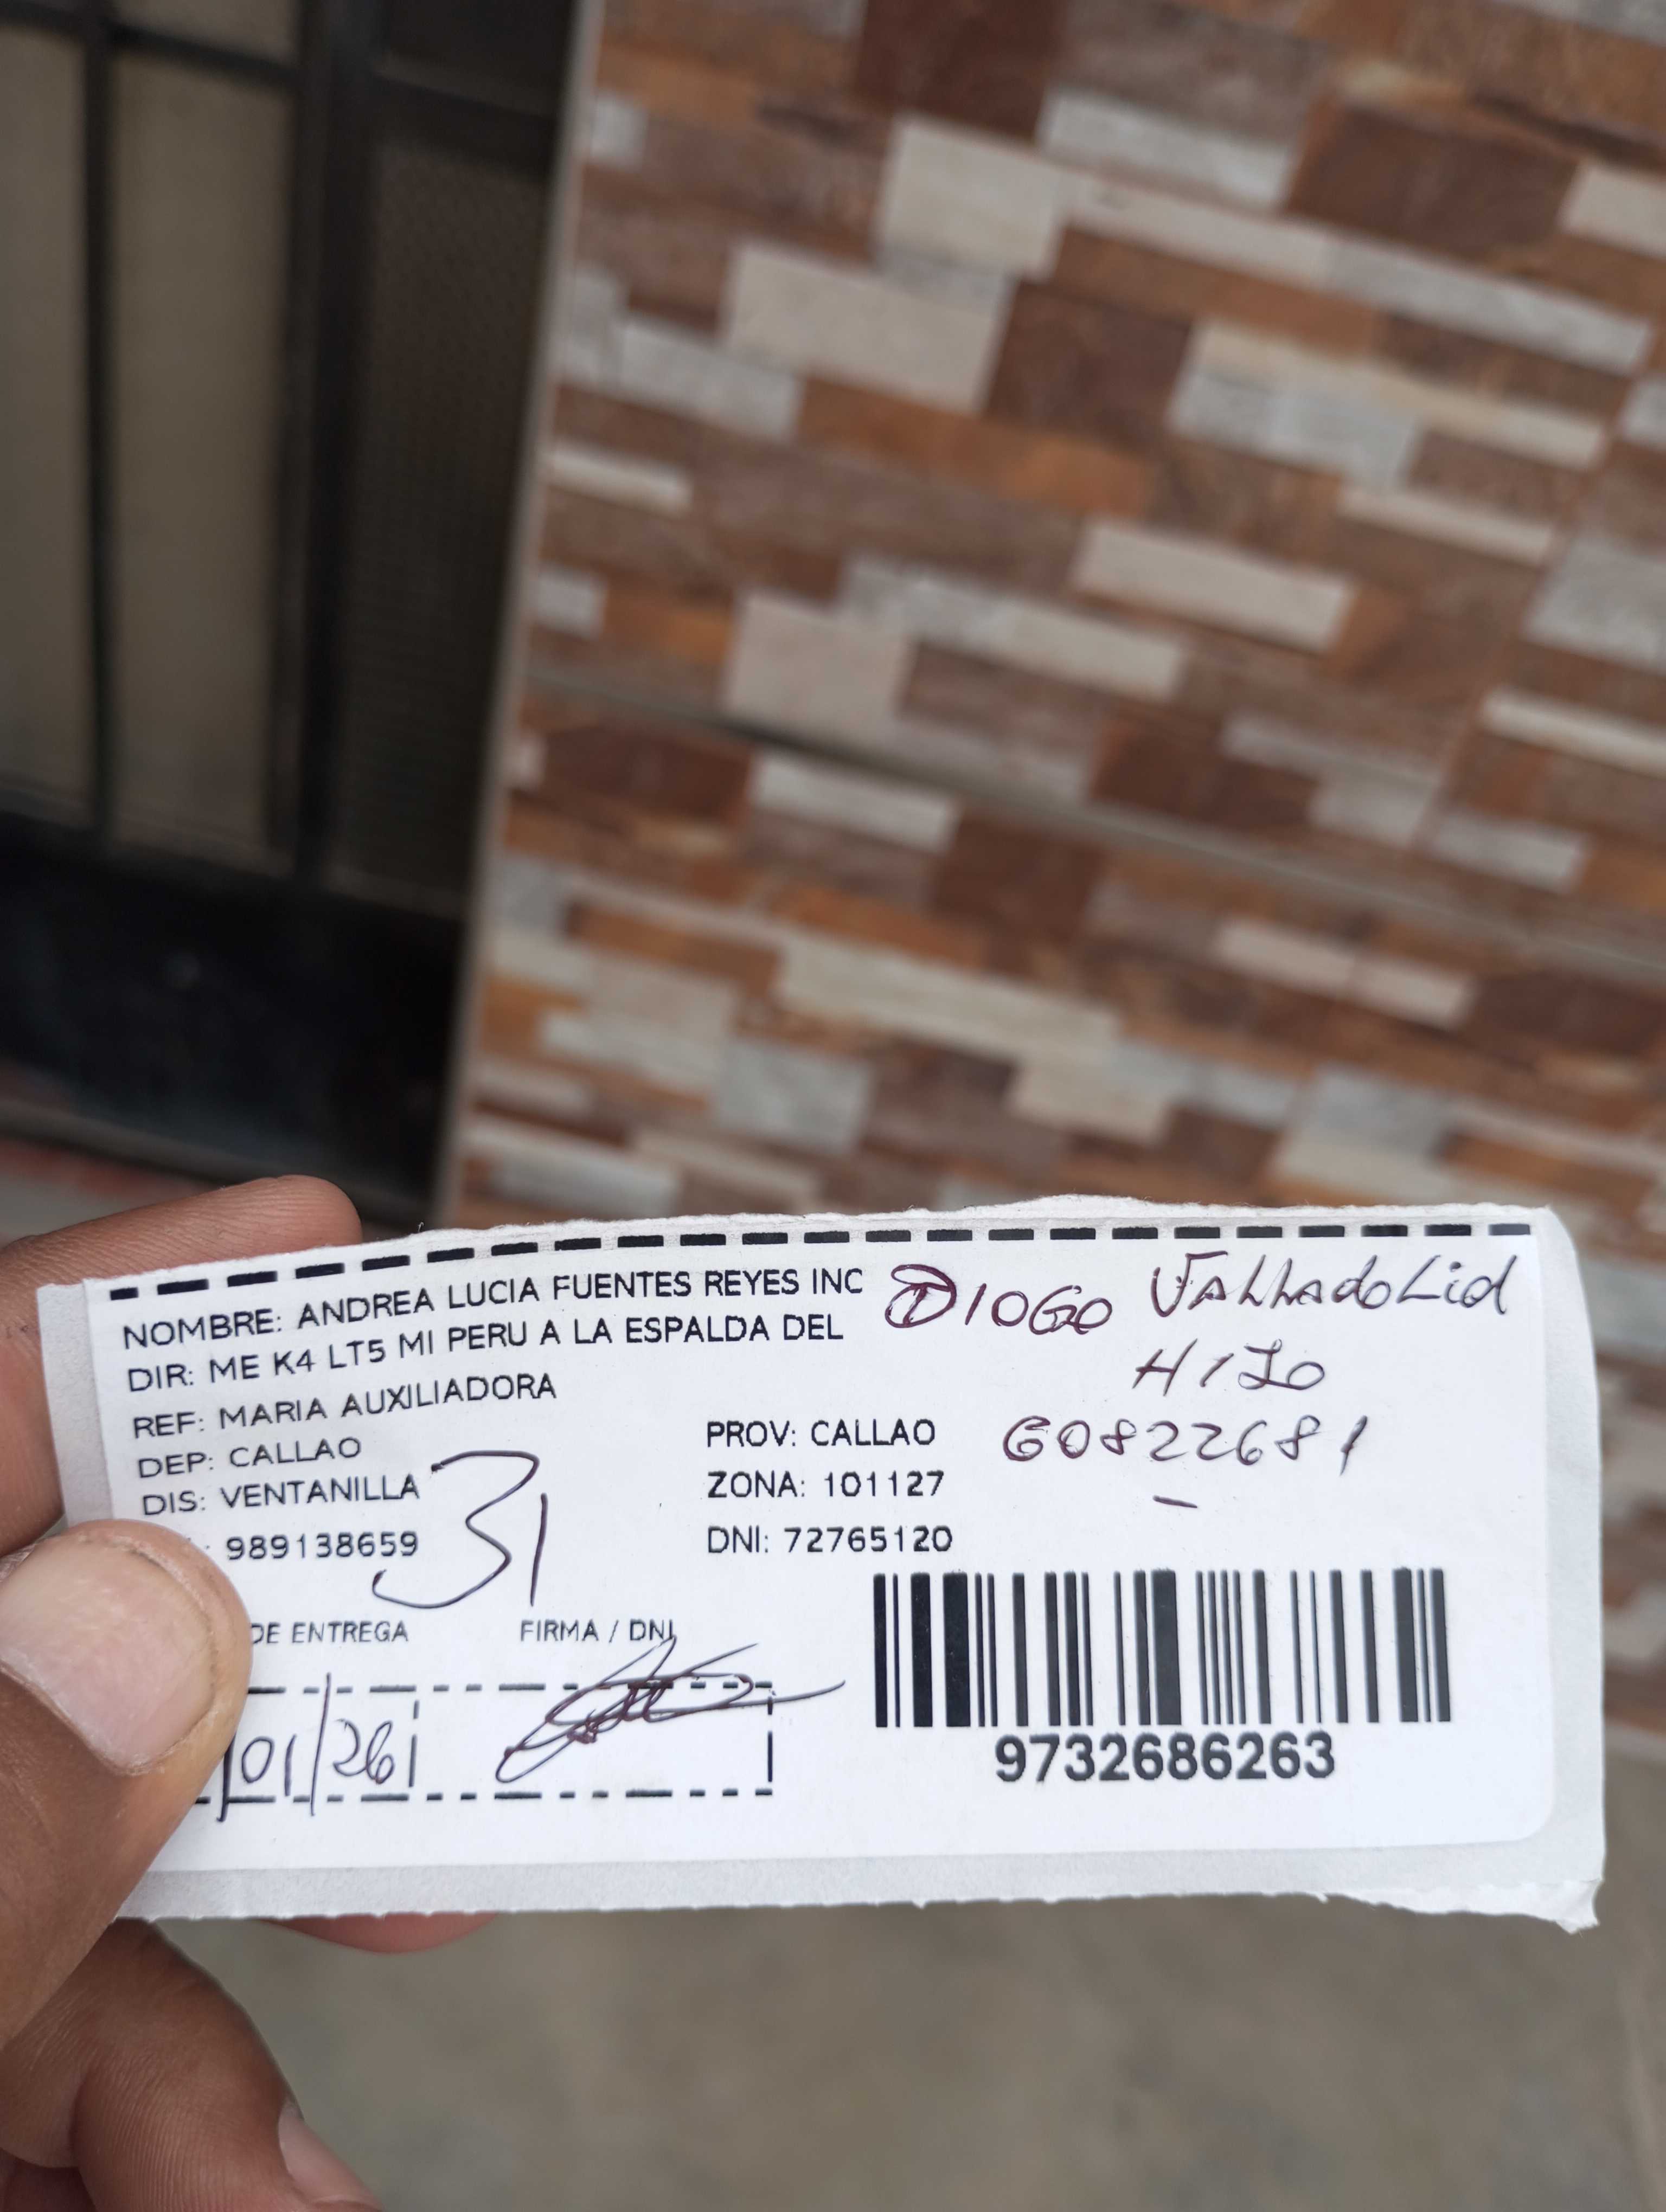 NOMBRE: ANDREA LUCIA FUENTES REYES INC
DIOGO Valladolid
DIR: ME K4 LT5 MI PERU A LA ESPALDA DEL
HIJO
REF: MARIA AUXILIADORA
DEP: CALLAO
PROV: CALLAO
60822681
DIS: VENTANILLA
ZONA: 101127
31
: 989138659
DNI: 72765120
DE ENTREGA
FIRMA / DNI
01/26
9732686263